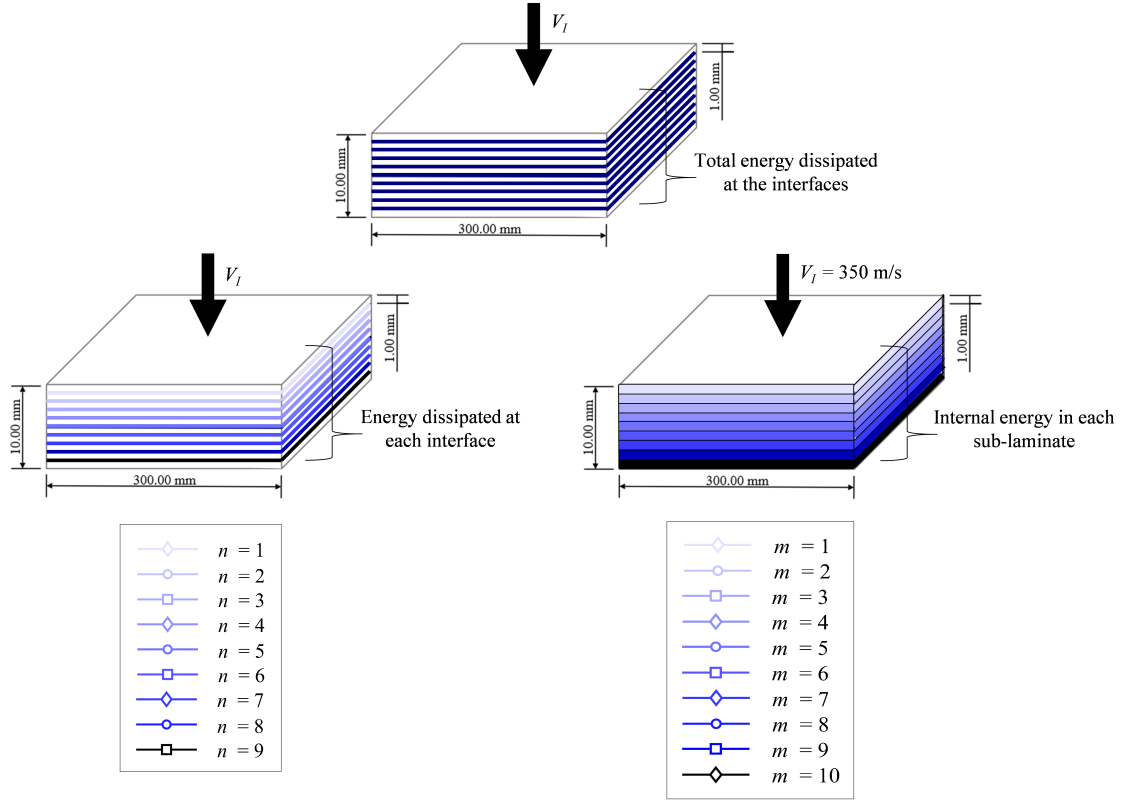 V_I
1.00 mm
10.00 mm
Total energy dissipated
at the interfaces
300.00 mm
V_I
1.00 mm
10.00 mm
Energy dissipated at
each interface
300.00 mm
V_I = 350 m/s
1.00 mm
10.00 mm
Internal energy in each
sub-laminate
300.00 mm
n = 1
n = 2
n = 3
n = 4
n = 5
n = 6
n = 7
n = 8
n = 9
m = 1
m = 2
m = 3
m = 4
m = 5
m = 6
m = 7
m = 8
m = 9
m = 10